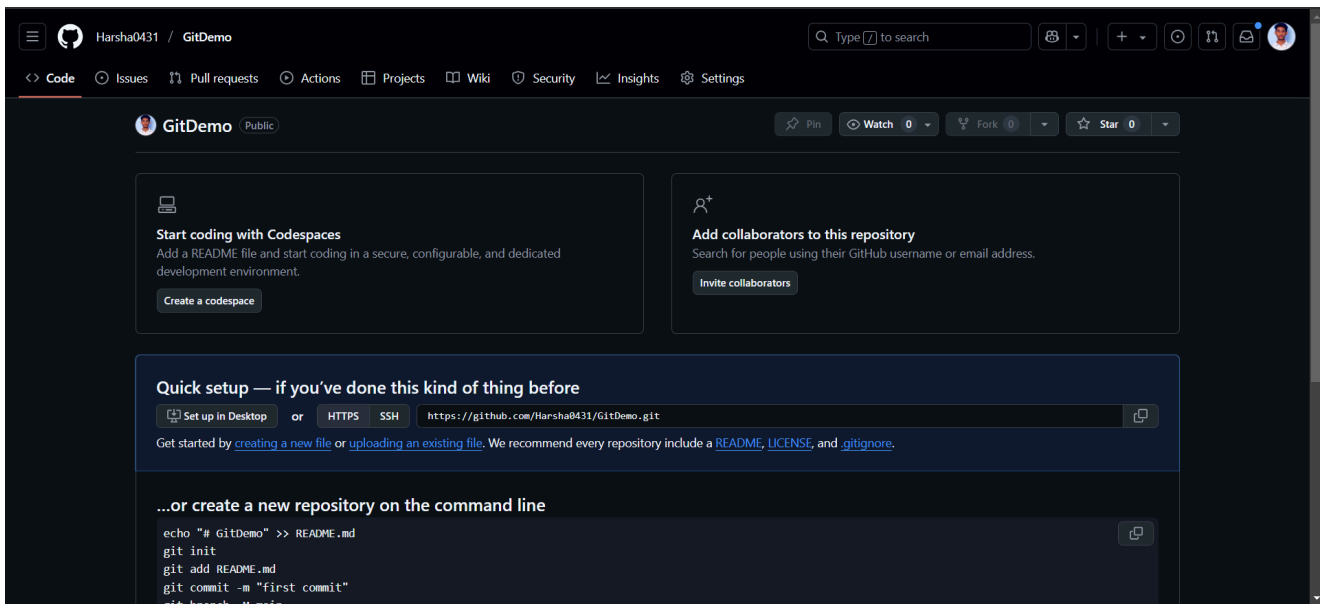 Harsha0431 / GitDemo
Type / to search
Code Issues Pull requests Actions Projects Wiki Security Insights Settings
GitDemo Public
Pin Watch 0 Fork 0 Star 0
Start coding with Codespaces
Add a README file and start coding in a secure, configurable, and dedicated
development environment.
Create a codespace
Add collaborators to this repository
Search for people using their GitHub username or email address.
Invite collaborators
Quick setup — if you've done this kind of thing before
Set up in Desktop or HTTPS SSH https://github.com/Harsha0431/GitDemo.git
Get started by creating a new file or uploading an existing file. We recommend every repository include a README, LICENSE, and .gitignore.
...or create a new repository on the command line
echo "# GitDemo" >> README.md
git init
git add README.md
git commit -m "first commit"
git branch -M main